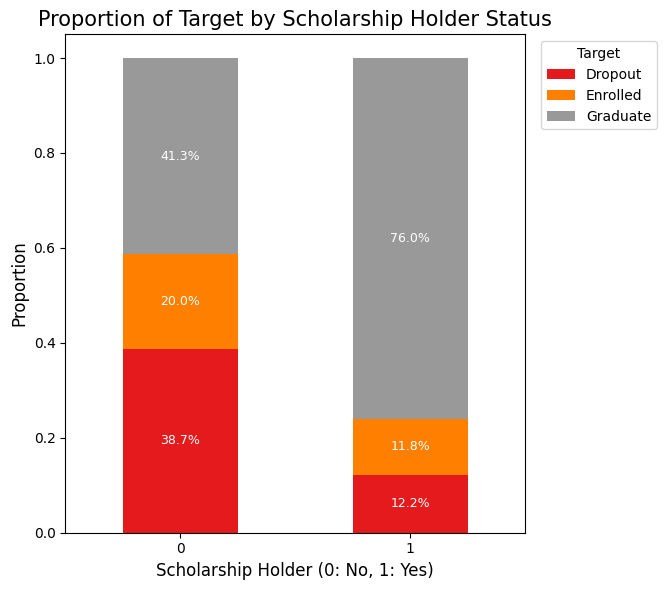 Proportion of Target by Scholarship Holder Status
Target
Dropout
Enrolled
Graduate
1.0
0.8
0.6
0.4
0.2
0.0
Proportion
41.3%
20.0%
38.7%
76.0%
11.8%
12.2%
0
1
Scholarship Holder (0: No, 1: Yes)